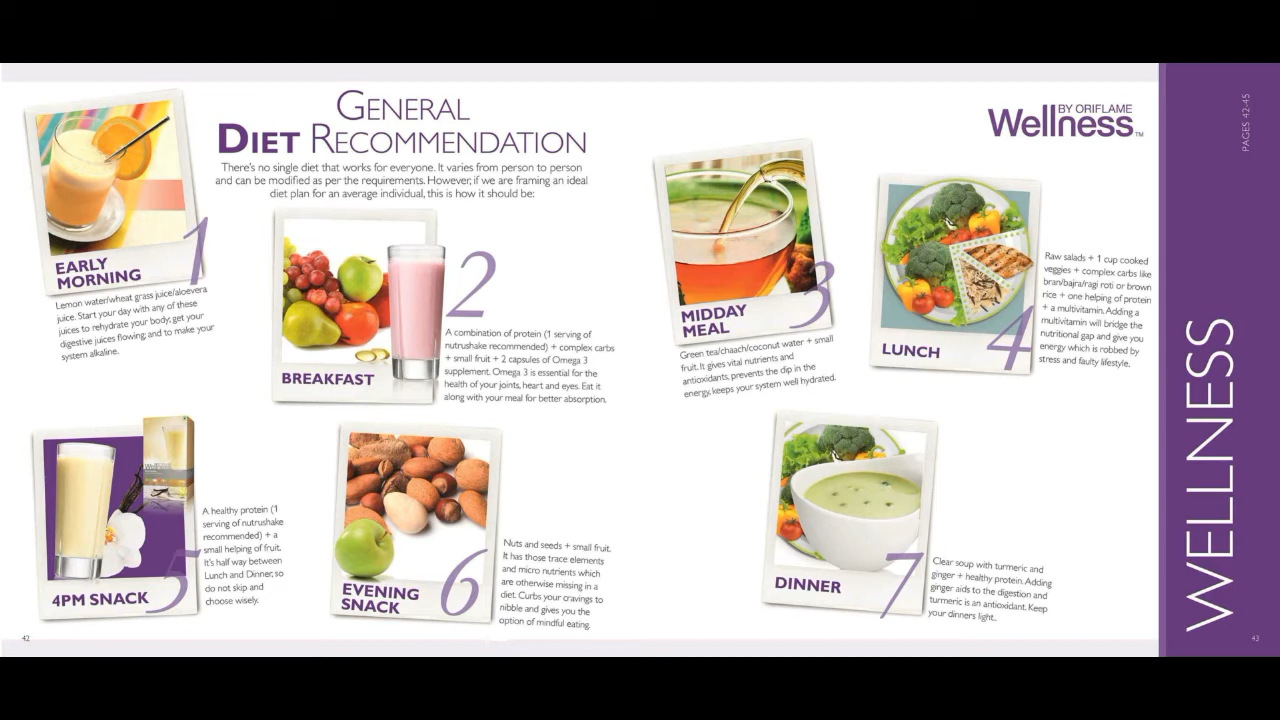 GENERAL
DIET RECOMMENDATION
There's no single diet that works for everyone. It varies from person to person
and can be modified as per the requirements. However, if we are framing an ideal
diet plan for an average individual, this is how it should be:
BY ORIFLAME
Wellness™
PAGES 42-45
WELLNESS
1
EARLY
MORNING
Lemon water/wheat grass juice/aloevera
juice. Start your day with any of these
juices to rehydrate your body, get your
digestive juices flowing; and to make your
system alkaline.
2
BREAKFAST
A combination of protein (1 serving of
nutrushake recommended) + complex carbs
+ small fruit + 2 capsules of Omega 3
supplement. Omega 3 is essential for the
health of your joints, heart and eyes. Eat it
along with your meal for better absorption.
3
MIDDAY
MEAL
Green tea/chaach/coconut water + small
fruit. It gives vital nutrients and
antioxidants, prevents the dip in the
energy, keeps your system well hydrated.
4
LUNCH
Raw salads + 1 cup cooked
veggies + complex carbs like
bran/bajra/ragi roti or brown
rice + one helping of protein
+ a multivitamin. Adding a
multivitamin will bridge the
nutritional gap and give you
energy which is robbed by
stress and faulty lifestyle.
5
4PM SNACK
Wellness
A healthy protein (1
serving of nutrushake
recommended) + a
small helping of fruit.
It's half way between
Lunch and Dinner, so
do not skip and
choose wisely.
6
EVENING
SNACK
Nuts and seeds + small fruit.
It has those trace elements
and micro nutrients which
are otherwise missing in a
diet. Curbs your cravings to
nibble and gives you the
option of mindful eating.
7
DINNER
Clear soup with turmeric and
ginger + healthy protein. Adding
ginger aids to the digestion and
turmeric is an antioxidant. Keep
your dinners light..
42
43